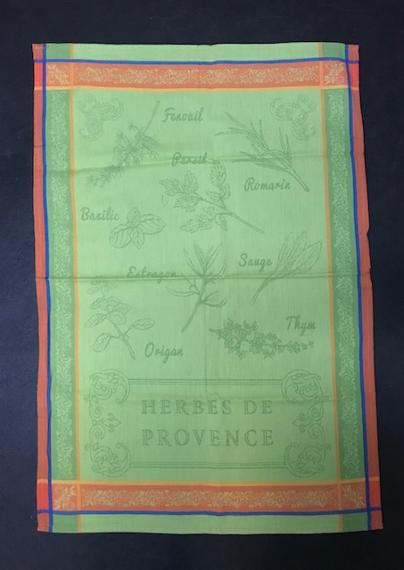 Fenouil
Persil
Romarin
Basilic
Sauge
Estragon
Thym
Origan
HERBES DE
PROVENCE